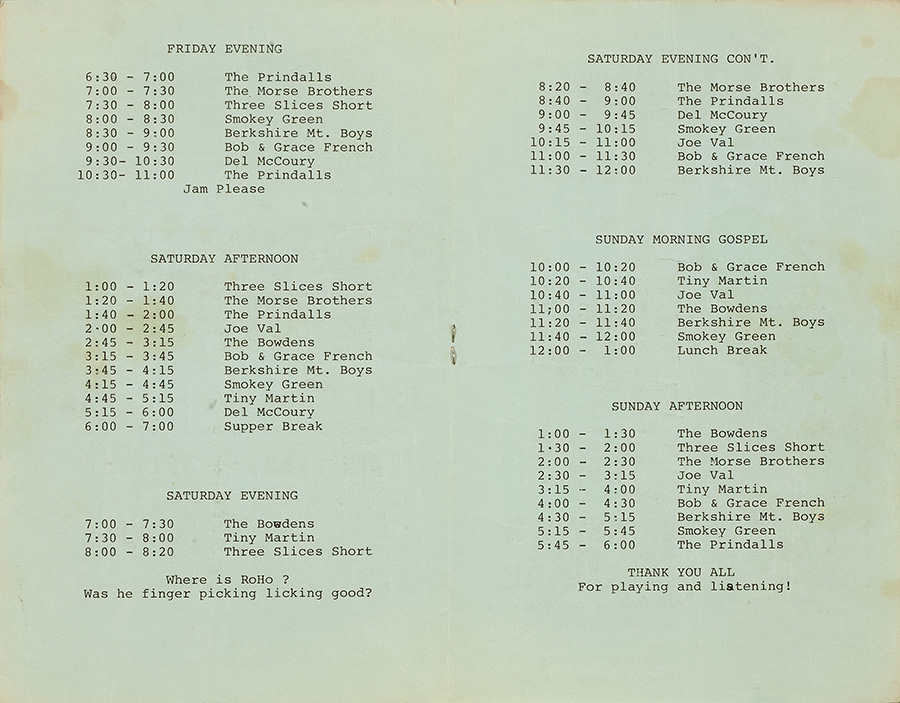 FRIDAY EVENING
6:30 - 7:00 The Prindalls
7:00 - 7:30 The Morse Brothers
7:30 - 8:00 Three Slices Short
8:00 - 8:30 Smokey Green
8:30 - 9:00 Berkshire Mt. Boys
9:00 - 9:30 Bob & Grace French
9:30- 10:30 Del McCoury
10:30- 11:00 The Prindalls
Jam Please
SATURDAY AFTERNOON
1:00 - 1:20 Three Slices Short
1:20 - 1:40 The Morse Brothers
1:40 - 2:00 The Prindalls
2:00 - 2:45 Joe Val
2:45 - 3:15 The Bowdens
3:15 - 3:45 Bob & Grace French
3:45 - 4:15 Berkshire Mt. Boys
4:15 - 4:45 Smokey Green
4:45 - 5:15 Tiny Martin
5:15 - 6:00 Del McCoury
6:00 - 7:00 Supper Break
SATURDAY EVENING
7:00 - 7:30 The Bowdens
7:30 - 8:00 Tiny Martin
8:00 - 8:20 Three Slices Short
Where is RoHo ?
Was he finger picking licking good?
SATURDAY EVENING CON'T.
8:20 - 8:40 The Morse Brothers
8:40 - 9:00 The Prindalls
9:00 - 9:45 Del McCoury
9:45 - 10:15 Smokey Green
10:15 - 11:00 Joe Val
11:00 - 11:30 Bob & Grace French
11:30 - 12:00 Berkshire Mt. Boys
SUNDAY MORNING GOSPEL
10:00 - 10:20 Bob & Grace French
10:20 - 10:40 Tiny Martin
10:40 - 11:00 Joe Val
11;00 - 11:20 The Bowdens
11:20 - 11:40 Berkshire Mt. Boys
11:40 - 12:00 Smokey Green
12:00 - 1:00 Lunch Break
SUNDAY AFTERNOON
1:00 - 1:30 The Bowdens
1:30 - 2:00 Three Slices Short
2:00 - 2:30 The Morse Brothers
2:30 - 3:15 Joe Val
3:15 - 4:00 Tiny Martin
4:00 - 4:30 Bob & Grace French
4:30 - 5:15 Berkshire Mt. Boys
5:15 - 5:45 Smokey Green
5:45 - 6:00 The Prindalls
THANK YOU ALL
For playing and listening!